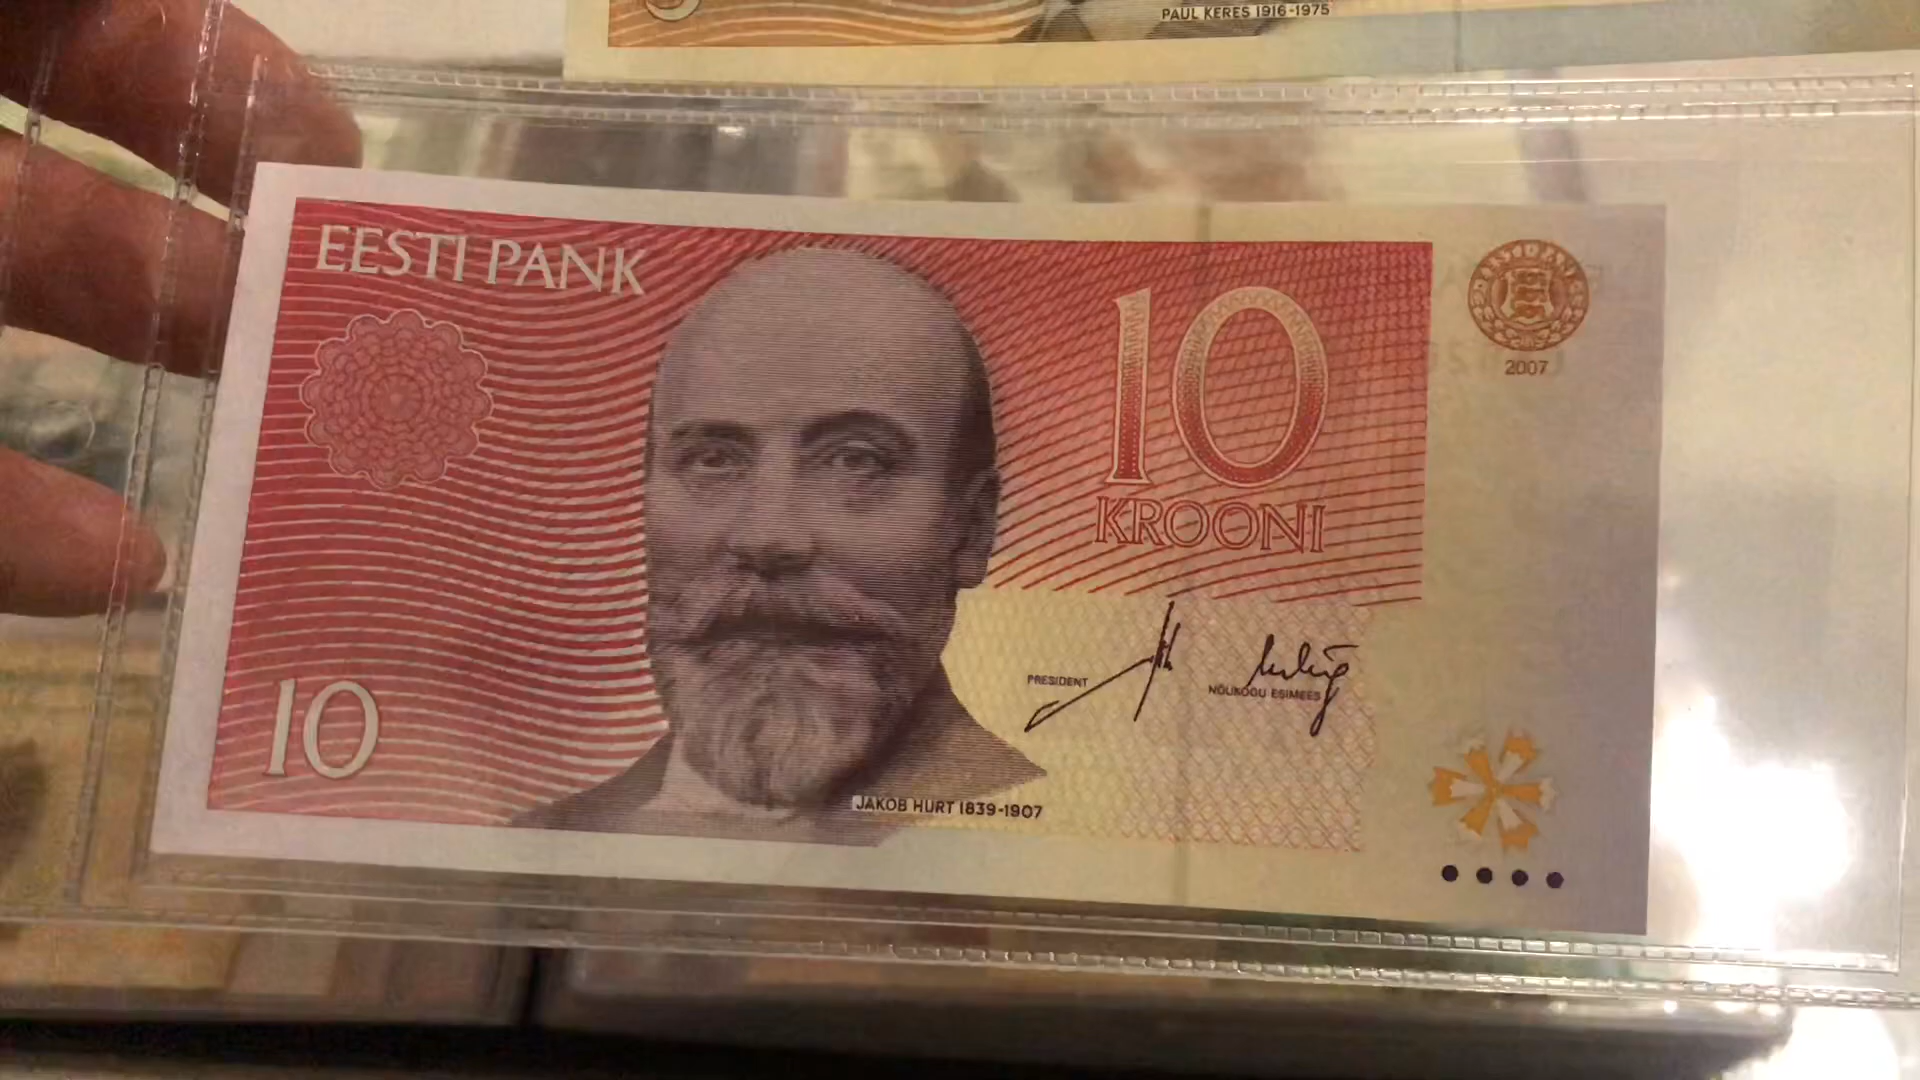 PAUL KERES 1916-1975
EESTI PANK
10
KROONI
2007
PRESIDENT
NÕUKOGU ESIMEES
10
JAKOB HURT 1839-1907